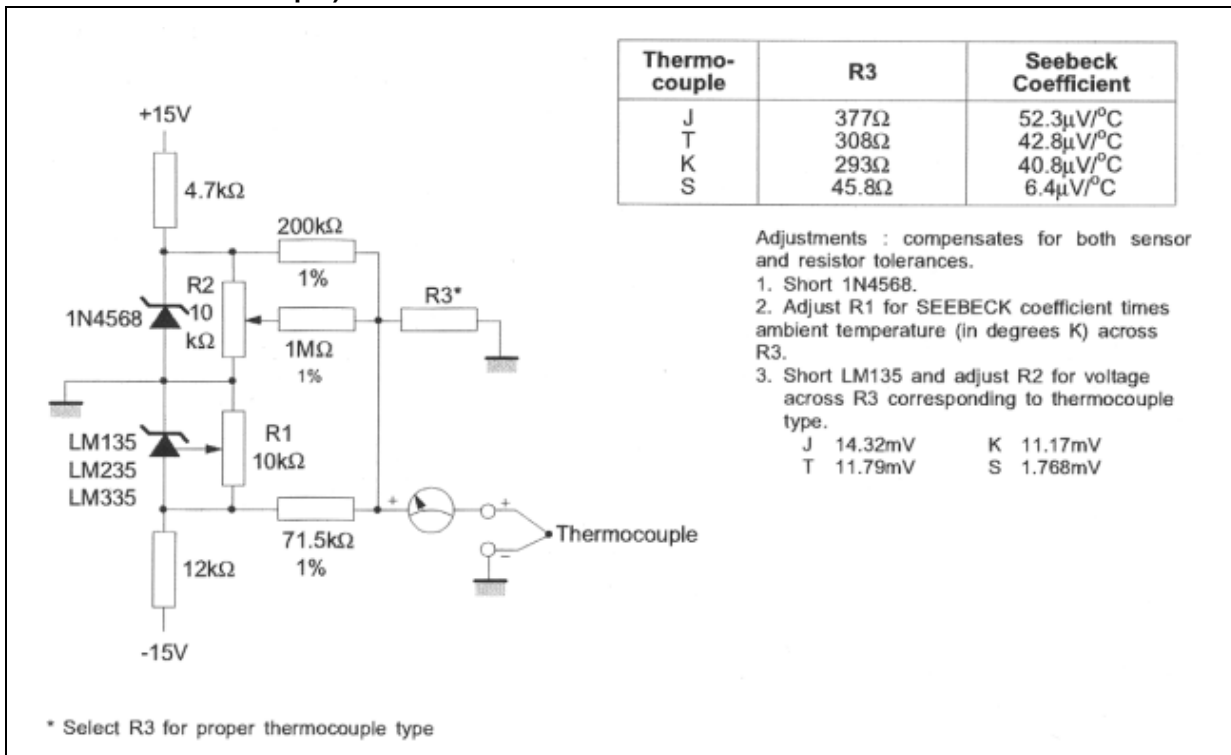 +15V
4.7kΩ
200kΩ
1%
R2
10
kΩ
1N4568
1MΩ
1%
R3*
LM135
LM235
LM335
R1
10kΩ
71.5kΩ
1%
+
+
−
Thermocouple
12kΩ
-15V
* Select R3 for proper thermocouple type
Thermo-
couple R3 Seebeck
Coefficient
J 377Ω 52.3µV/°C
T 308Ω 42.8µV/°C
K 293Ω 40.8µV/°C
S 45.8Ω 6.4µV/°C
Adjustments : compensates for both sensor
and resistor tolerances.
1. Short 1N4568.
2. Adjust R1 for SEEBECK coefficient times
ambient temperature (in degrees K) across
R3.
3. Short LM135 and adjust R2 for voltage
across R3 corresponding to thermocouple
type.
J 14.32mV K 11.17mV
T 11.79mV S 1.768mV